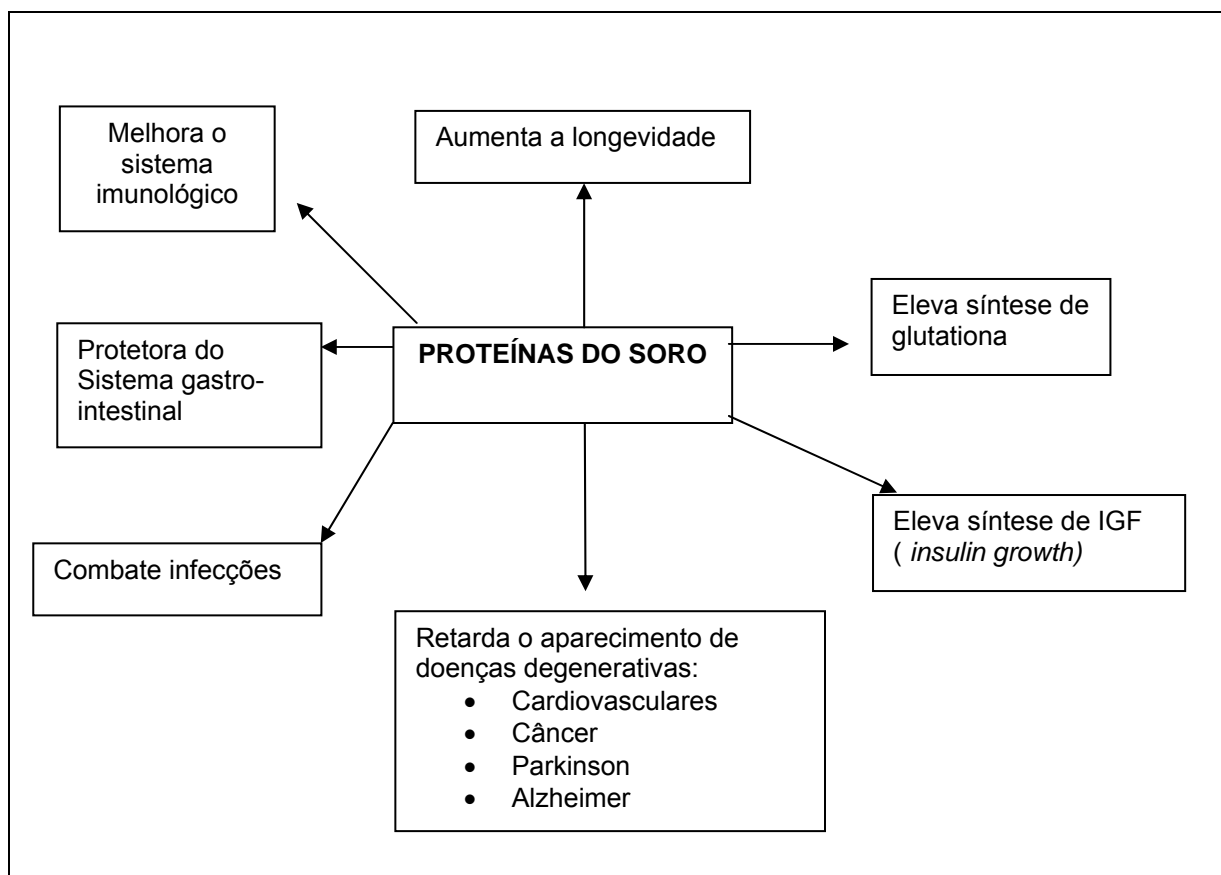 Melhora o
sistema
imunológico
Aumenta a longevidade
Eleva síntese de
glutationa
Protetora do
Sistema gastro-
intestinal
PROTEÍNAS DO SORO
Eleva síntese de IGF
( insulin growth)
Combate infecções
Retarda o aparecimento de
doenças degenerativas:
• Cardiovasculares
• Câncer
• Parkinson
• Alzheimer